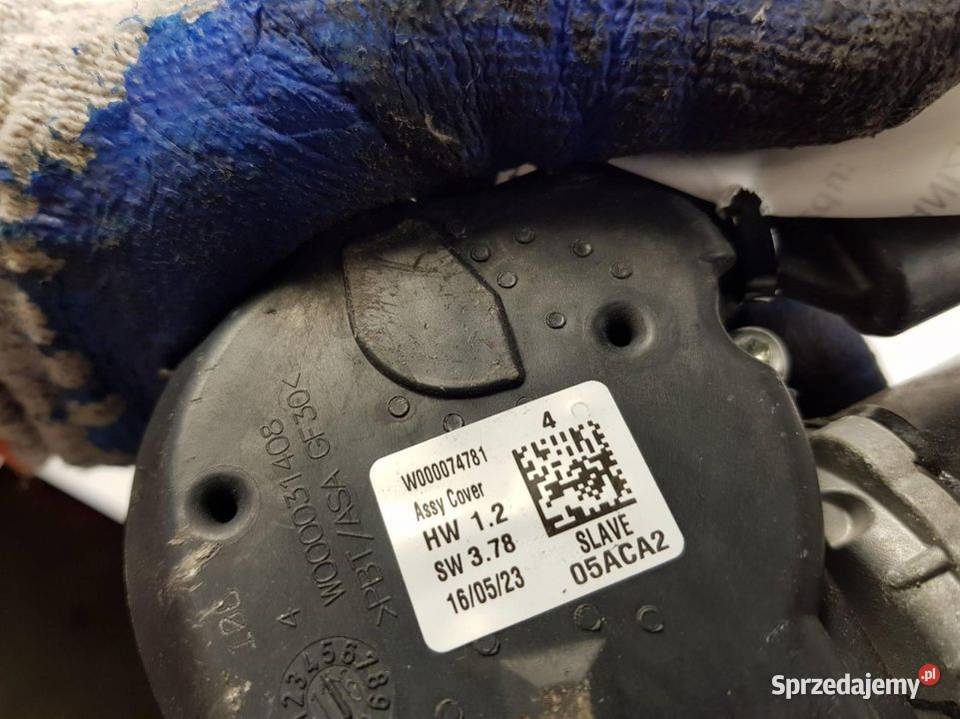 W000074781
Assy Cover
HW 1.2
SW 3.78
16/05/23
4
SLAVE
05ACA2
W000031408
>PBT/ASA GF30<
4
Sprzedajemy.pl